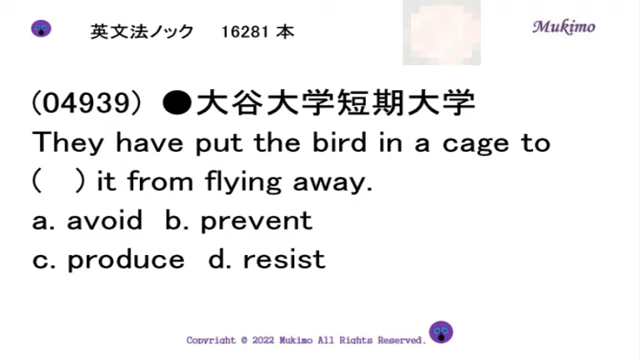 英文法ノック 16281 本
Mukimo
(04939) ●大谷大学短期大学
They have put the bird in a cage to
( ) it from flying away.
a. avoid b. prevent
c. produce d. resist
Copyright © 2022 Mukimo All Rights Reserved.